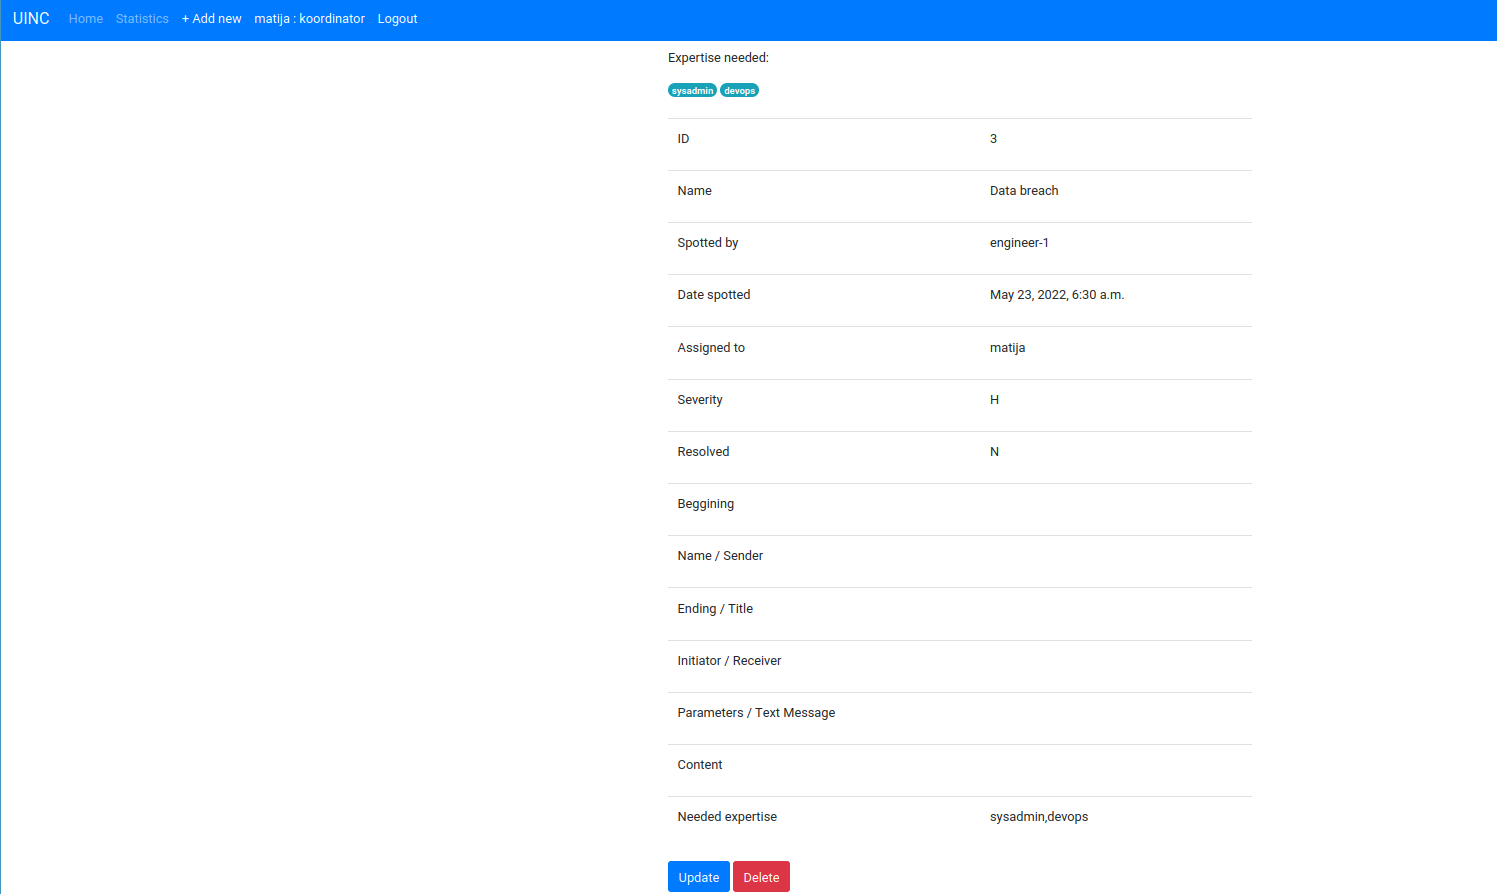 UINC Home Statistics + Add new matija : koordinator Logout
Expertise needed:
sysadmin devops
ID 3
Name Data breach
Spotted by engineer-1
Date spotted May 23, 2022, 6:30 a.m.
Assigned to matija
Severity H
Resolved N
Beggining
Name / Sender
Ending / Title
Initiator / Receiver
Parameters / Text Message
Content
Needed expertise sysadmin,devops
Update Delete